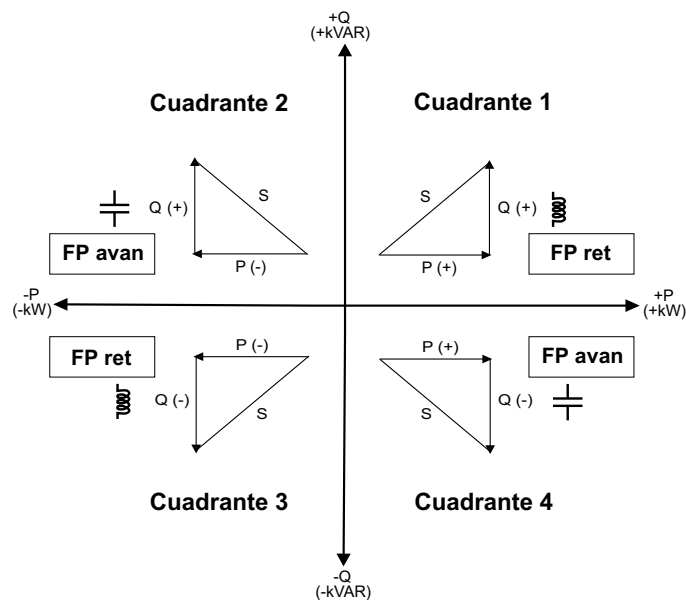 +Q
(+kVAR)
Cuadrante 2
Cuadrante 1
S
Q (+)
P (-)
FP avan
S
Q (+)
P (+)
FP ret
-P
(-kW)
+P
(+kW)
FP ret
P (-)
Q (-)
S
P (+)
Q (-)
S
FP avan
Cuadrante 3
Cuadrante 4
-Q
(-kVAR)